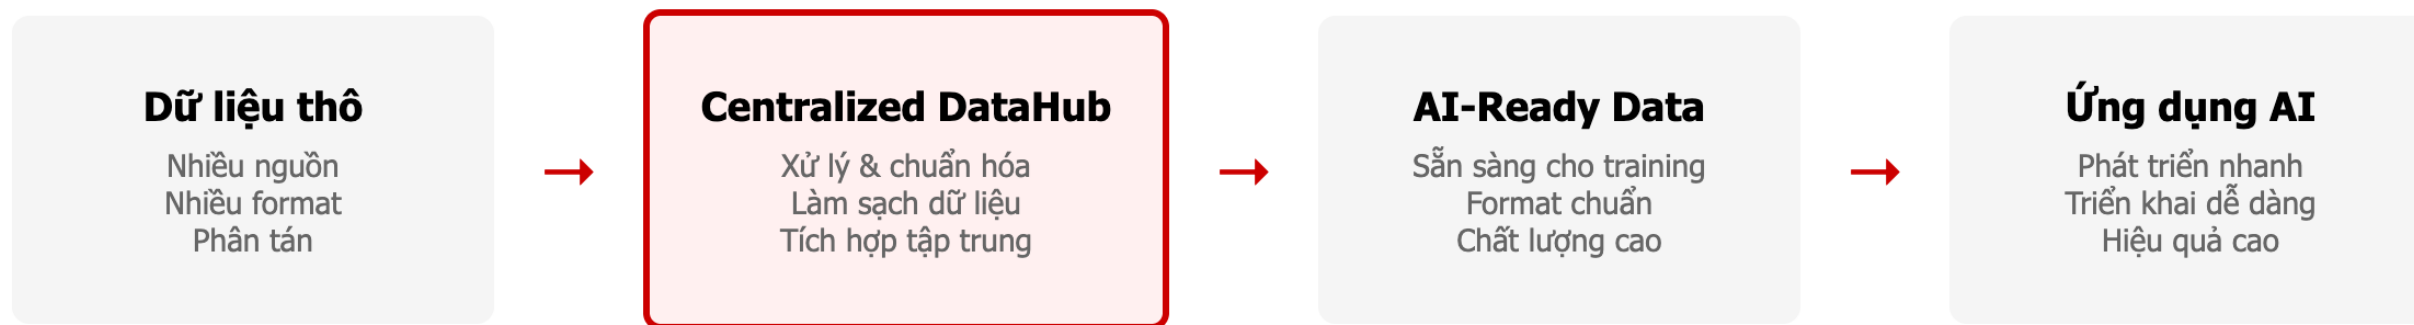 Dữ liệu thô
Nhiều nguồn
Nhiều format
Phân tán
Centralized DataHub
Xử lý & chuẩn hóa
Làm sạch dữ liệu
Tích hợp tập trung
AI-Ready Data
Sẵn sàng cho training
Format chuẩn
Chất lượng cao
Ứng dụng AI
Phát triển nhanh
Triển khai dễ dàng
Hiệu quả cao